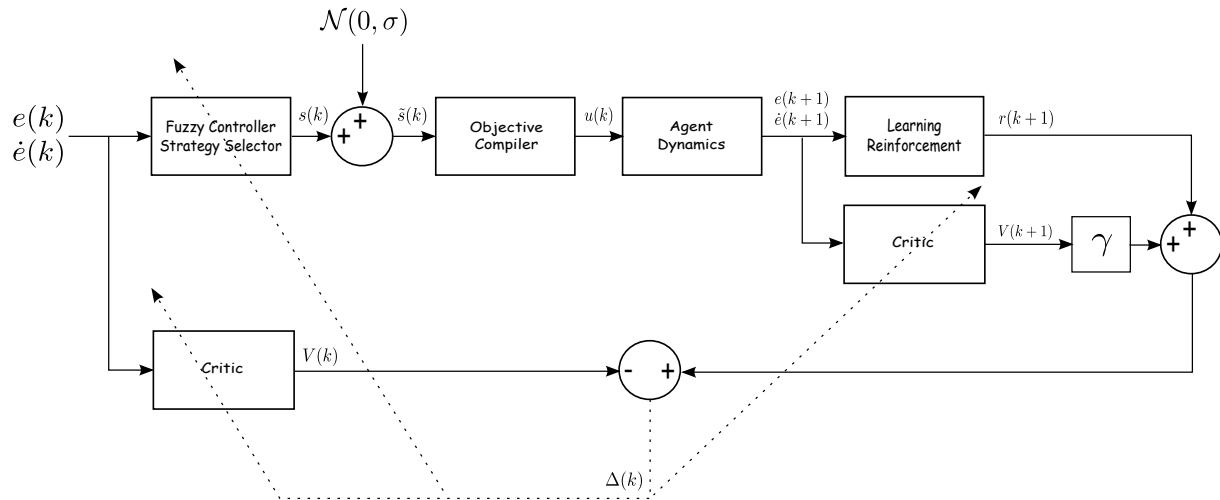 𝒩(0, σ)
e(k)
ė(k)
Fuzzy Controller
Strategy Selector
s(k)
+
+
s̃(k)
Objective
Compiler
u(k)
Agent
Dynamics
e(k+1)
ė(k+1)
Learning
Reinforcement
r(k+1)
Critic
V(k+1)
γ
+
+
Critic
V(k)
-
+
Δ(k)